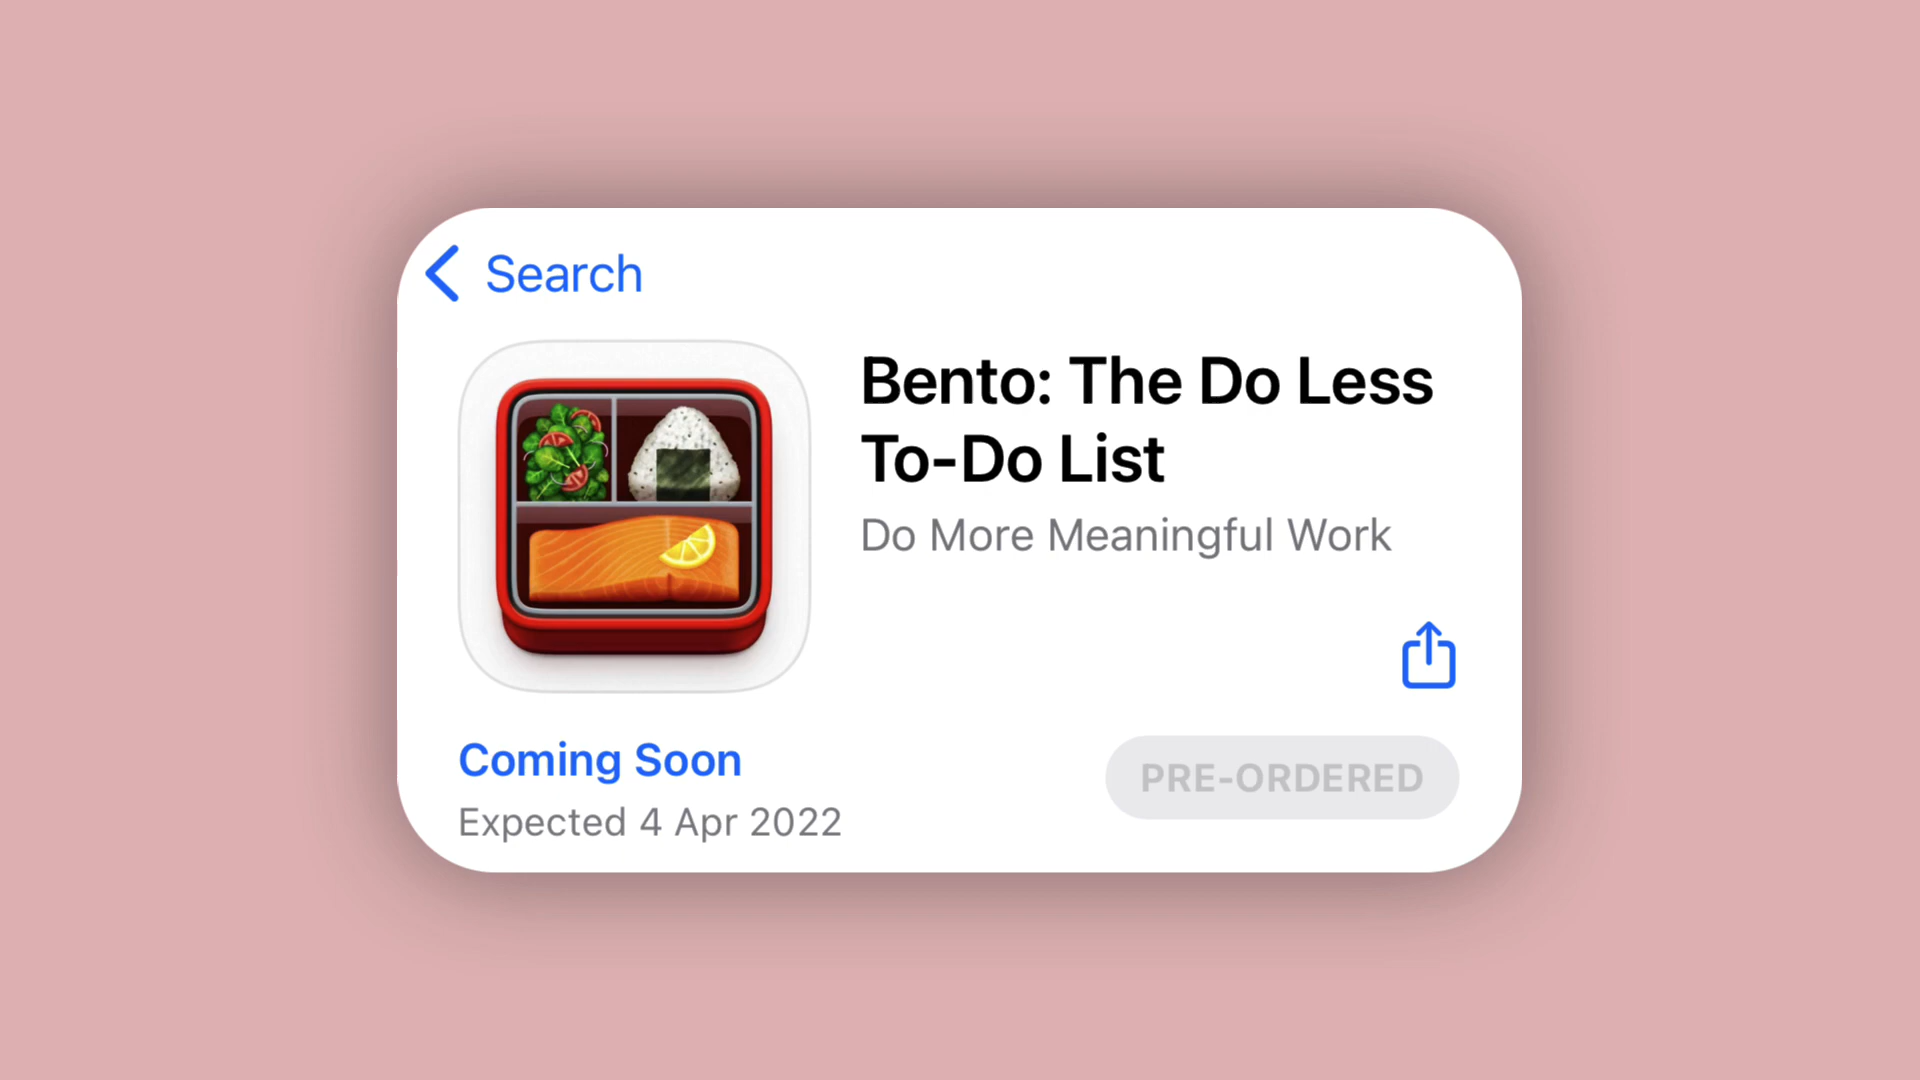 Search
Bento: The Do Less
To-Do List
Do More Meaningful Work
Coming Soon
Expected 4 Apr 2022
PRE-ORDERED